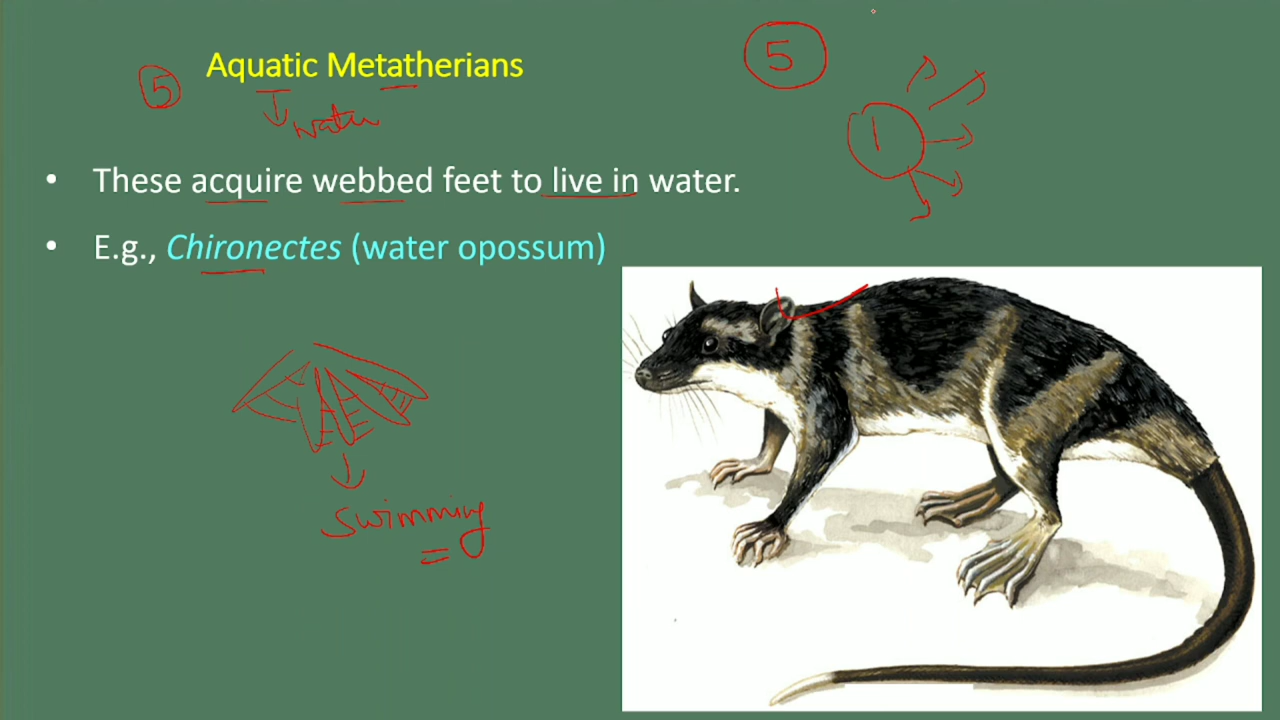 5
Aquatic Metatherians
5
water
1
• These acquire webbed feet to live in water.
• E.g., Chironectes (water opossum)
swimming